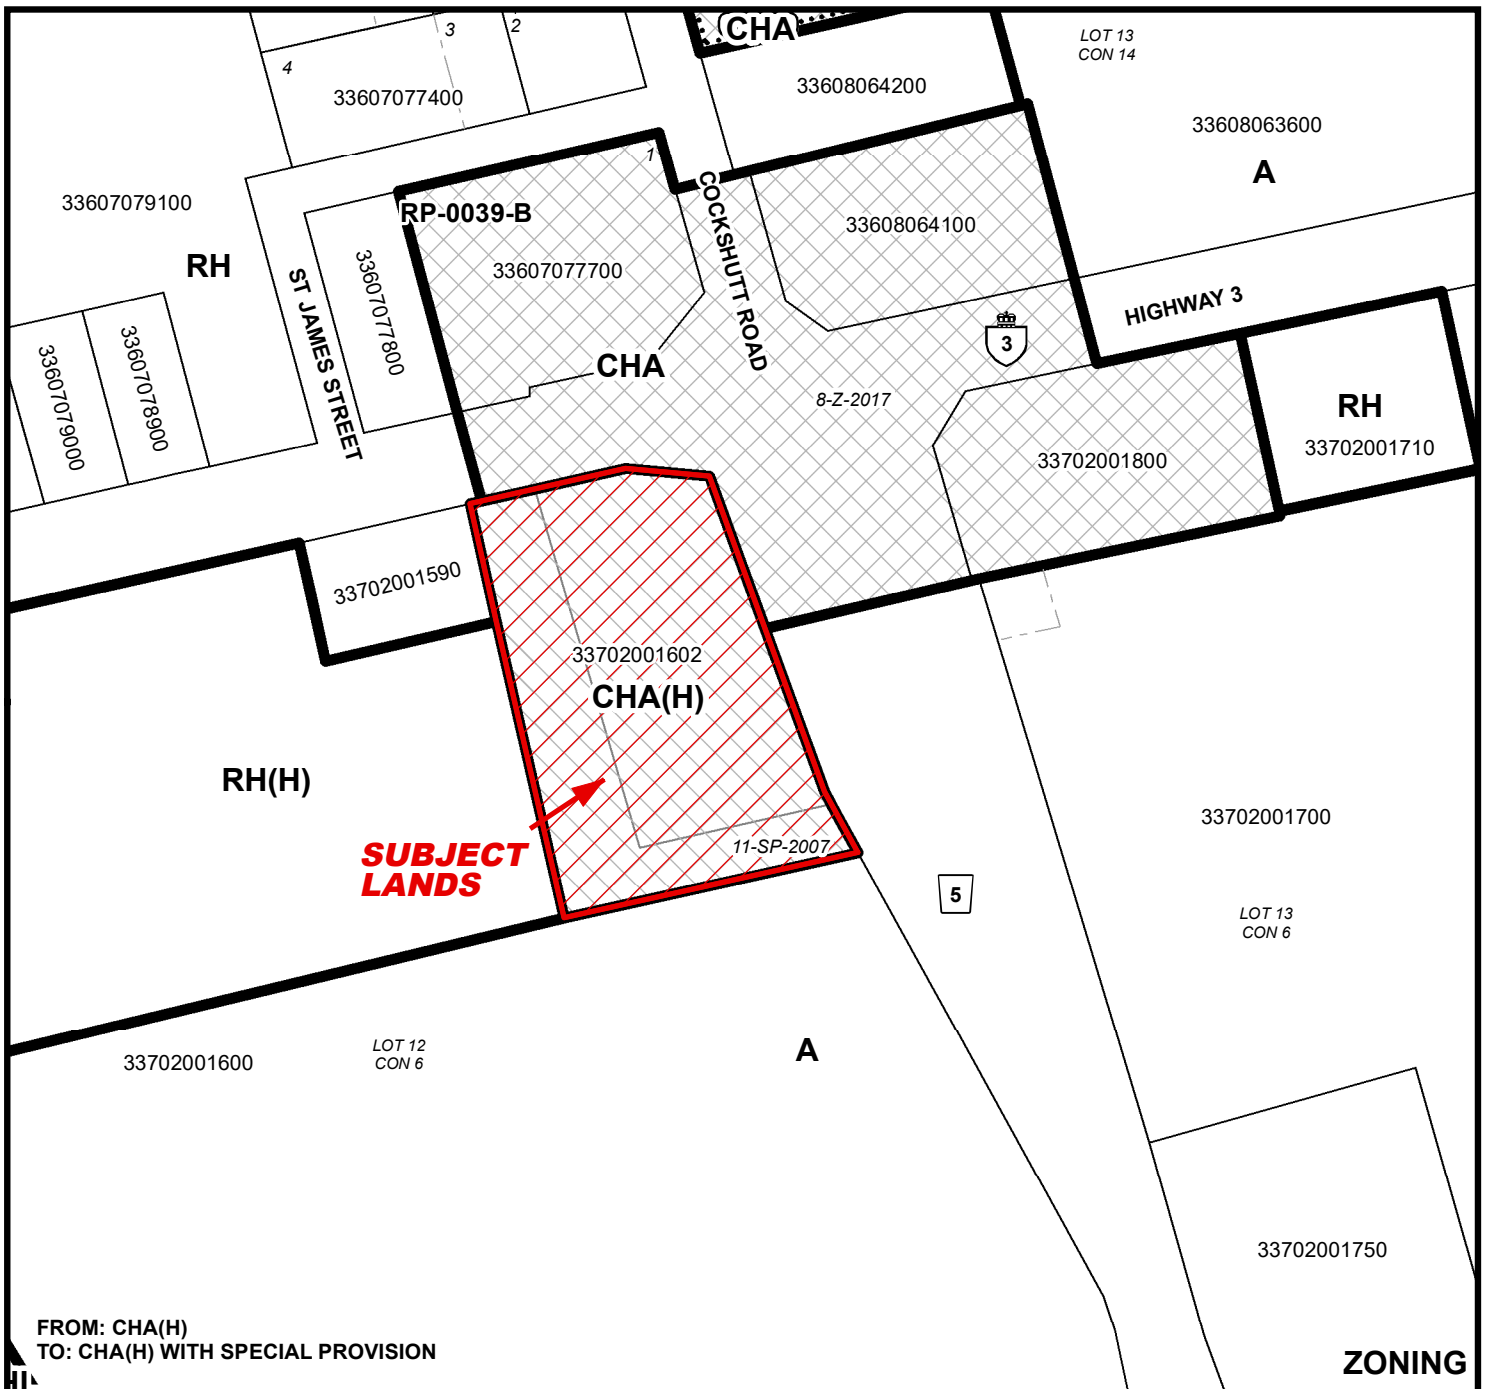 3
2
CHA
LOT 13
CON 14
4
33607077400
33608064200
33608063600
A
1
33607079100
RP-0039-B
COCKSHUTT ROAD
33608064100
RH
33607077800
33607077700
ST JAMES STREET
HIGHWAY 3
3
33607079000
33607078900
CHA
8-Z-2017
RH
33702001710
33702001800
33702001590
33702001602
CHA(H)
RH(H)
33702001700
SUBJECT
LANDS
11-SP-2007
5
LOT 13
CON 6
33702001600
LOT 12
CON 6
A
33702001750
FROM: CHA(H)
TO: CHA(H) WITH SPECIAL PROVISION
ZONING